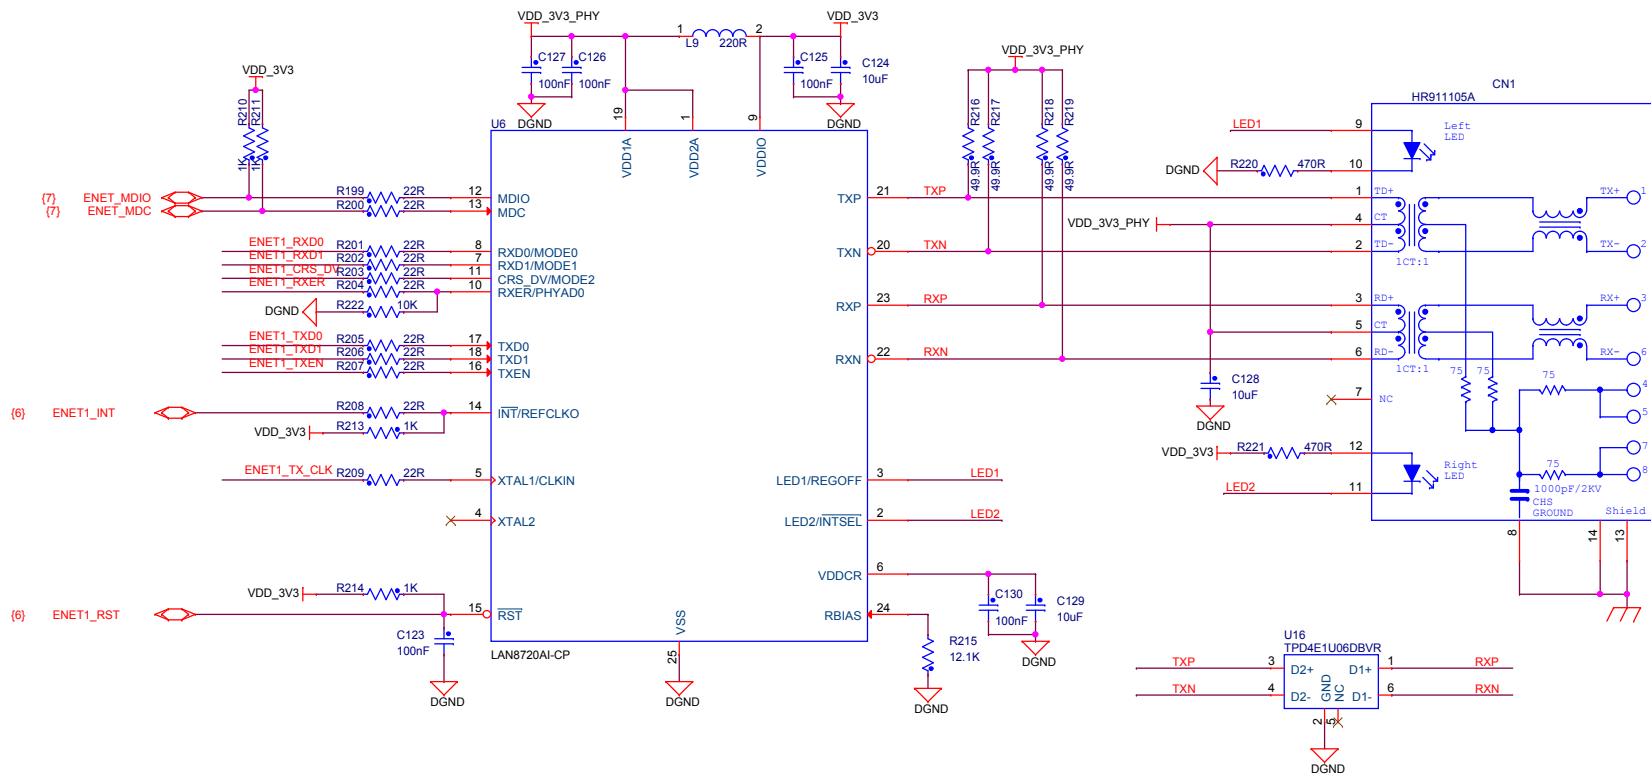 VDD_3V3_PHY
VDD_3V3
1 2
L9 220R
C127 C126
100nF 100nF
C125 C124
100nF 10uF
DGND
DGND
VDD_3V3
R210
R211
1K
1K
VDD_3V3_PHY
R216
R217
R218
R219
49.9R
49.9R
49.9R
49.9R
U6
19 1 9
VDD1A VDD2A VDDIO
{7} ENET_MDIO R199 22R 12 MDIO
{7} ENET_MDC R200 22R 13 MDC
ENET1_RXD0 R201 22R 8 RXD0/MODE0
ENET1_RXD1 R202 22R 7 RXD1/MODE1
ENET1_CRS_DV R203 22R 11 CRS_DV/MODE2
ENET1_RXER R204 22R 10 RXER/PHYAD0
DGND R222 10K
ENET1_TXD0 R205 22R 17 TXD0
ENET1_TXD1 R206 22R 18 TXD1
ENET1_TXEN R207 22R 16 TXEN
{6} ENET1_INT R208 22R 14 INT/REFCLKO
VDD_3V3 R213 1K
ENET1_TX_CLK R209 22R 5 XTAL1/CLKIN
4 XTAL2
VDD_3V3 R214 1K
{6} ENET1_RST 15 RST
C123
100nF
DGND
LAN8720AI-CP
VSS
25
DGND
TXP 21 TXP
TXN 20 TXN
RXP 23 RXP
RXN 22 RXN
LED1/REGOFF 3 LED1
LED2/INTSEL 2 LED2
VDDCR 6
RBIAS 24
C130 C129
100nF 10uF
DGND
R215
12.1K
DGND
CN1
HR911105A
LED1 9 Left
LED
DGND R220 470R 10
1 TD+ TX+ 1
VDD_3V3_PHY 4 CT
2 TD- TX- 2
1CT:1
3 RD+ RX+ 3
5 CT
6 RD- RX- 6
1CT:1
C128
10uF
DGND
75 75 75
7 NC 4
5
7
8
VDD_3V3 R221 470R 12 Right
LED
LED2 11
75
1000pF/2KV
CHS
GROUND
Shield
8 14 13
U16
TPD4E1U06DBVR
TXP 3 D2+ D1+ 1 RXP
TXN 4 D2- D1- 6 RXN
GND
NC
2 5
DGND